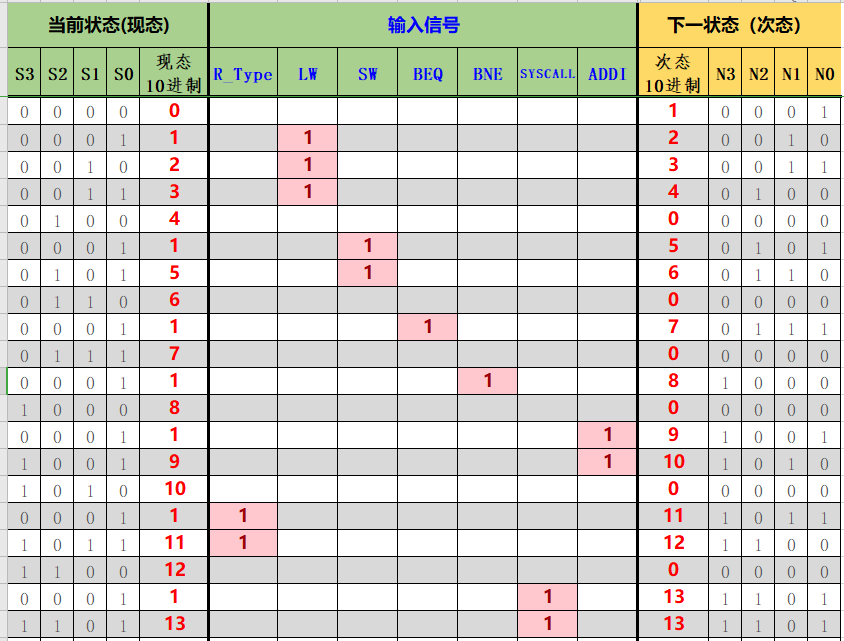 当前状态(现态) 输入信号 下一状态（次态）
S3 S2 S1 S0 现态10进制 R_Type LW SW BEQ BNE SYSCALL ADDI 次态10进制 N3 N2 N1 N0
0 0 0 0 0 1 0 0 0 1
0 0 0 1 1 1 2 0 0 1 0
0 0 1 0 2 1 3 0 0 1 1
0 0 1 1 3 1 4 0 1 0 0
0 1 0 0 4 0 0 0 0 0
0 0 0 1 1 1 5 0 1 0 1
0 1 0 1 5 1 6 0 1 1 0
0 1 1 0 6 0 0 0 0 0
0 0 0 1 1 1 7 0 1 1 1
0 1 1 1 7 0 0 0 0 0
0 0 0 1 1 1 8 1 0 0 0
1 0 0 0 8 0 0 0 0 0
0 0 0 1 1 1 9 1 0 0 1
1 0 0 1 9 1 10 1 0 1 0
1 0 1 0 10 0 0 0 0 0
0 0 0 1 1 1 11 1 0 1 1
1 0 1 1 11 1 12 1 1 0 0
1 1 0 0 12 0 0 0 0 0
0 0 0 1 1 1 13 1 1 0 1
1 1 0 1 13 1 13 1 1 0 1